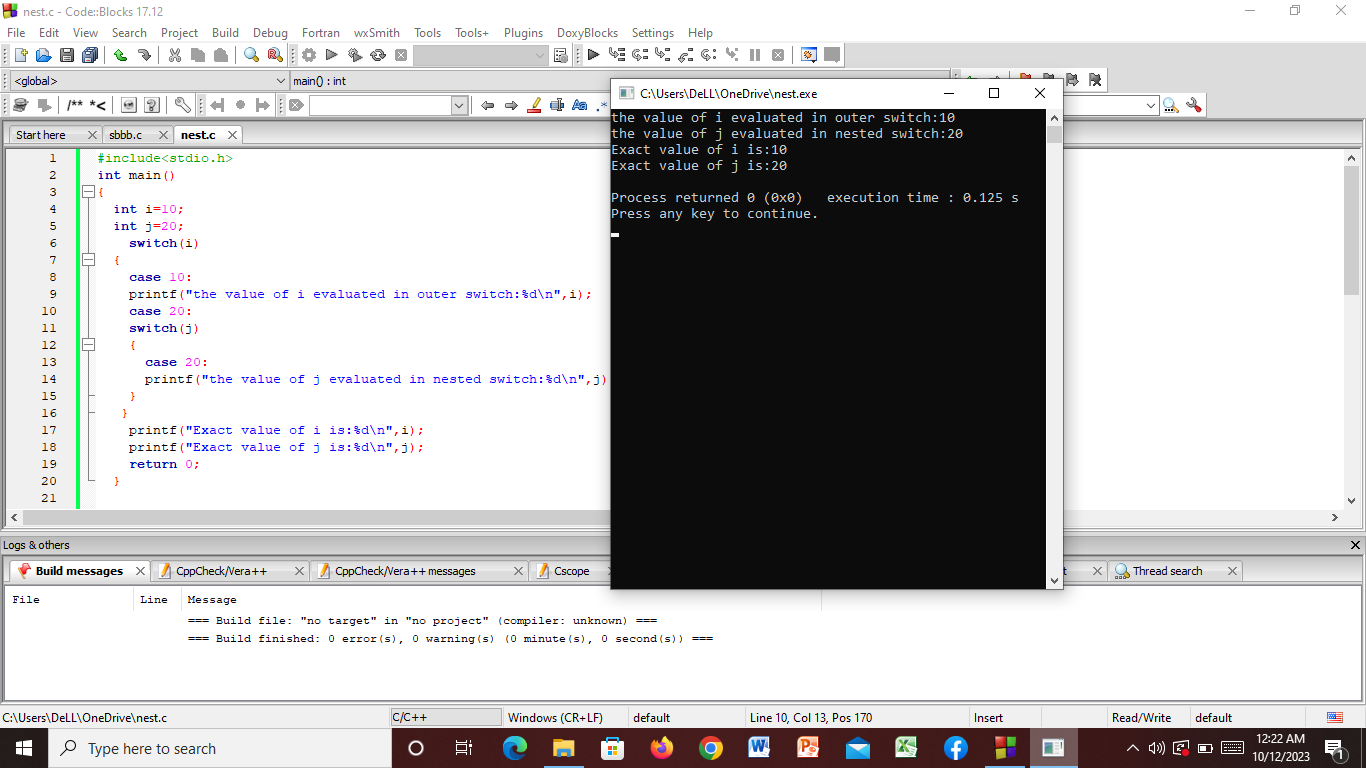 nest.c - Code::Blocks 17.12
File Edit View Search Project Build Debug Fortran wxSmith Tools Tools+ Plugins DoxyBlocks Settings Help
<global> main() : int
/** *< Aa .*
Start here sbbb.c nest.c
1 #include<stdio.h>
2 int main()
3 {
4 int i=10;
5 int j=20;
6 switch(i)
7 {
8 case 10:
9 printf("the value of i evaluated in outer switch:%d\n",i);
10 case 20:
11 switch(j)
12 {
13 case 20:
14 printf("the value of j evaluated in nested switch:%d\n",j)
15 }
16 }
17 printf("Exact value of i is:%d\n",i);
18 printf("Exact value of j is:%d\n",j);
19 return 0;
20 }
21
C:\Users\DeLL\OneDrive\nest.exe
the value of i evaluated in outer switch:10
the value of j evaluated in nested switch:20
Exact value of i is:10
Exact value of j is:20
Process returned 0 (0x0) execution time : 0.125 s
Press any key to continue.
Logs & others
Build messages CppCheck/Vera++ CppCheck/Vera++ messages Cscope Thread search
File Line Message
=== Build file: "no target" in "no project" (compiler: unknown) ===
=== Build finished: 0 error(s), 0 warning(s) (0 minute(s), 0 second(s)) ===
C:\Users\DeLL\OneDrive\nest.c C/C++ Windows (CR+LF) default Line 10, Col 13, Pos 170 Insert Read/Write default
Type here to search
12:22 AM
10/12/2023
1